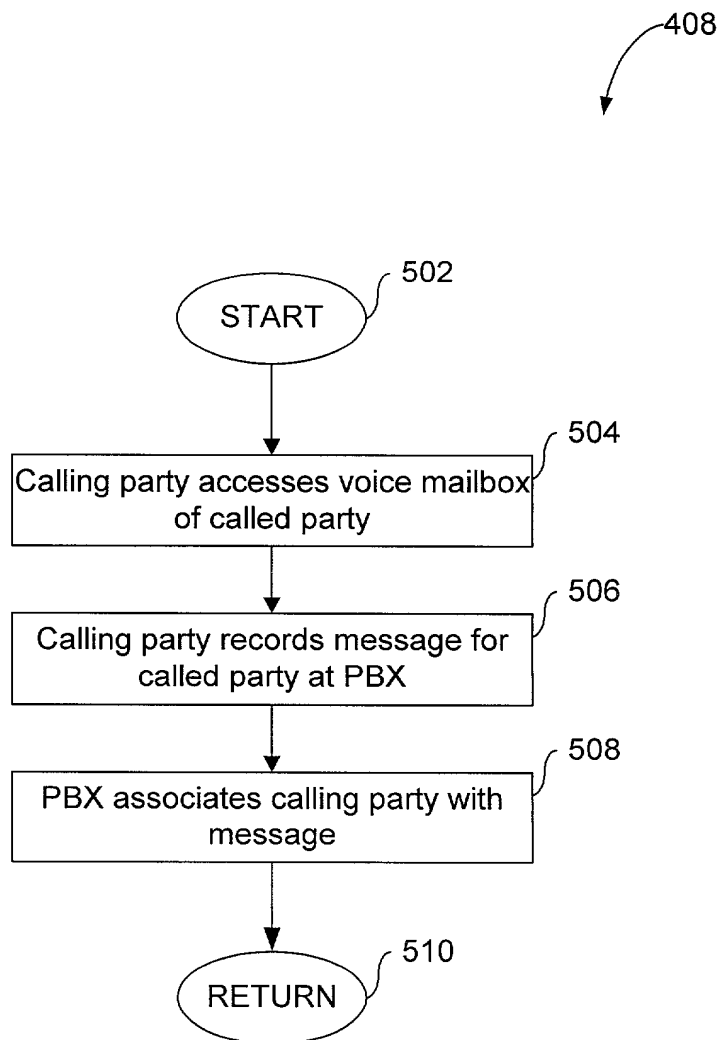 408
502
START
504
Calling party accesses voice mailbox
of called party
506
Calling party records message for
called party at PBX
508
PBX associates calling party with
message
510
RETURN